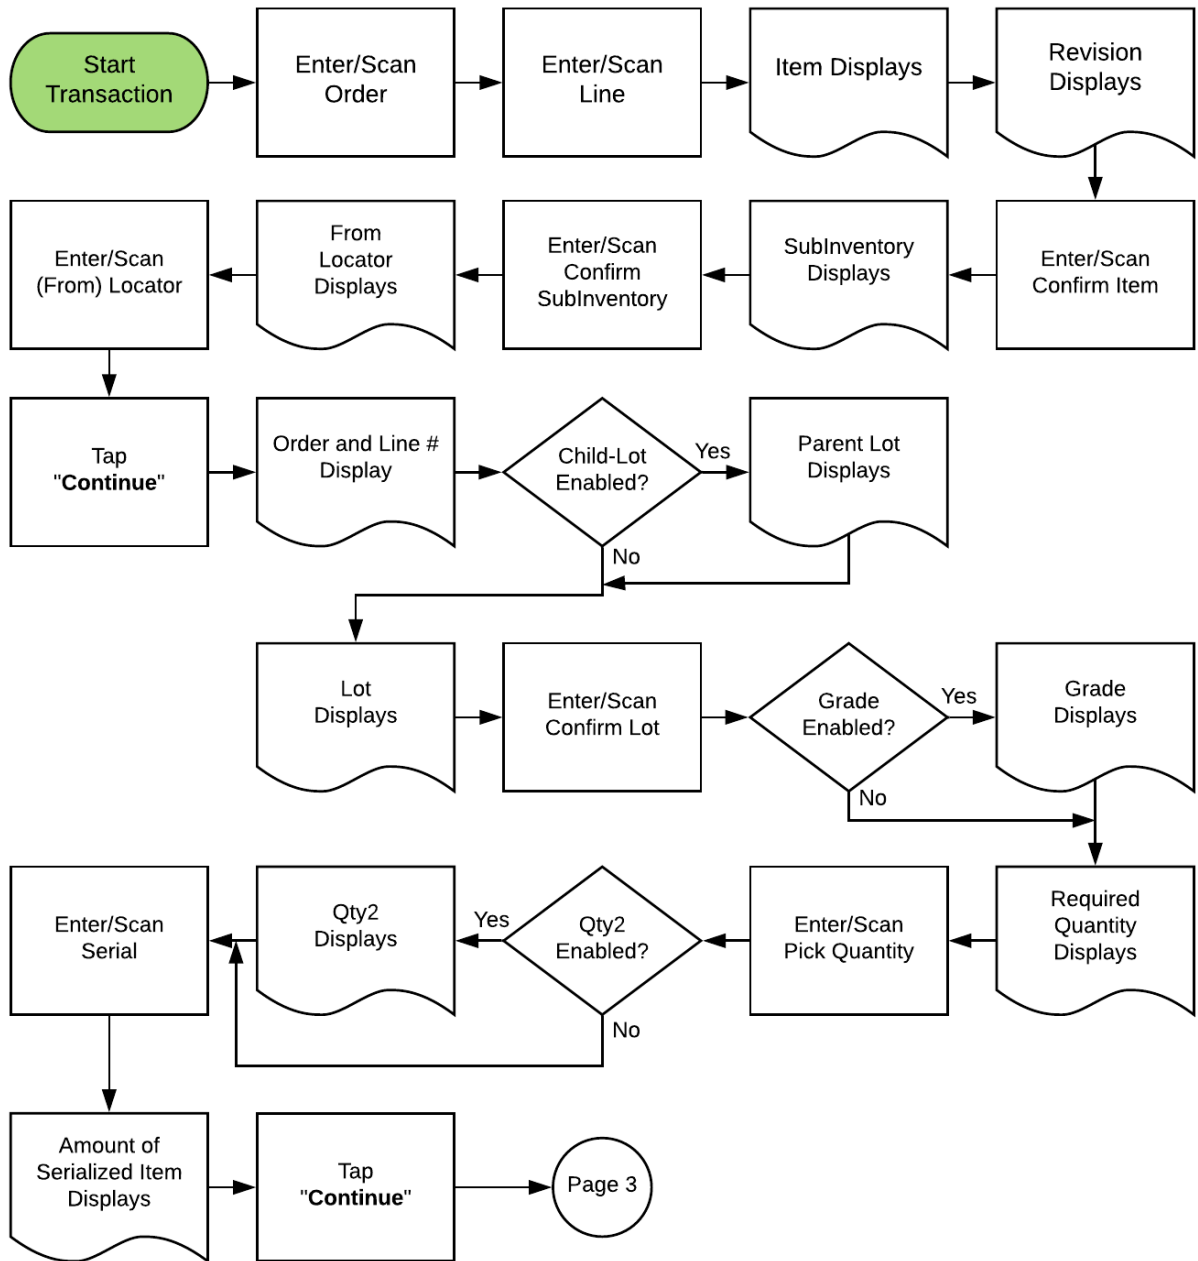 Start
Transaction
Enter/Scan
Order
Enter/Scan
Line
Item Displays
Revision
Displays
Enter/Scan
Confirm Item
SubInventory
Displays
Enter/Scan
Confirm
SubInventory
From
Locator
Displays
Enter/Scan
(From) Locator
Tap
"Continue"
Order and Line #
Display
Child-Lot
Enabled?
Yes
No
Parent Lot
Displays
Lot
Displays
Enter/Scan
Confirm Lot
Grade
Enabled?
Yes
No
Grade
Displays
Required
Quantity
Displays
Enter/Scan
Pick Quantity
Qty2
Enabled?
Yes
No
Qty2
Displays
Enter/Scan
Serial
Amount of
Serialized Item
Displays
Tap
"Continue"
Page 3